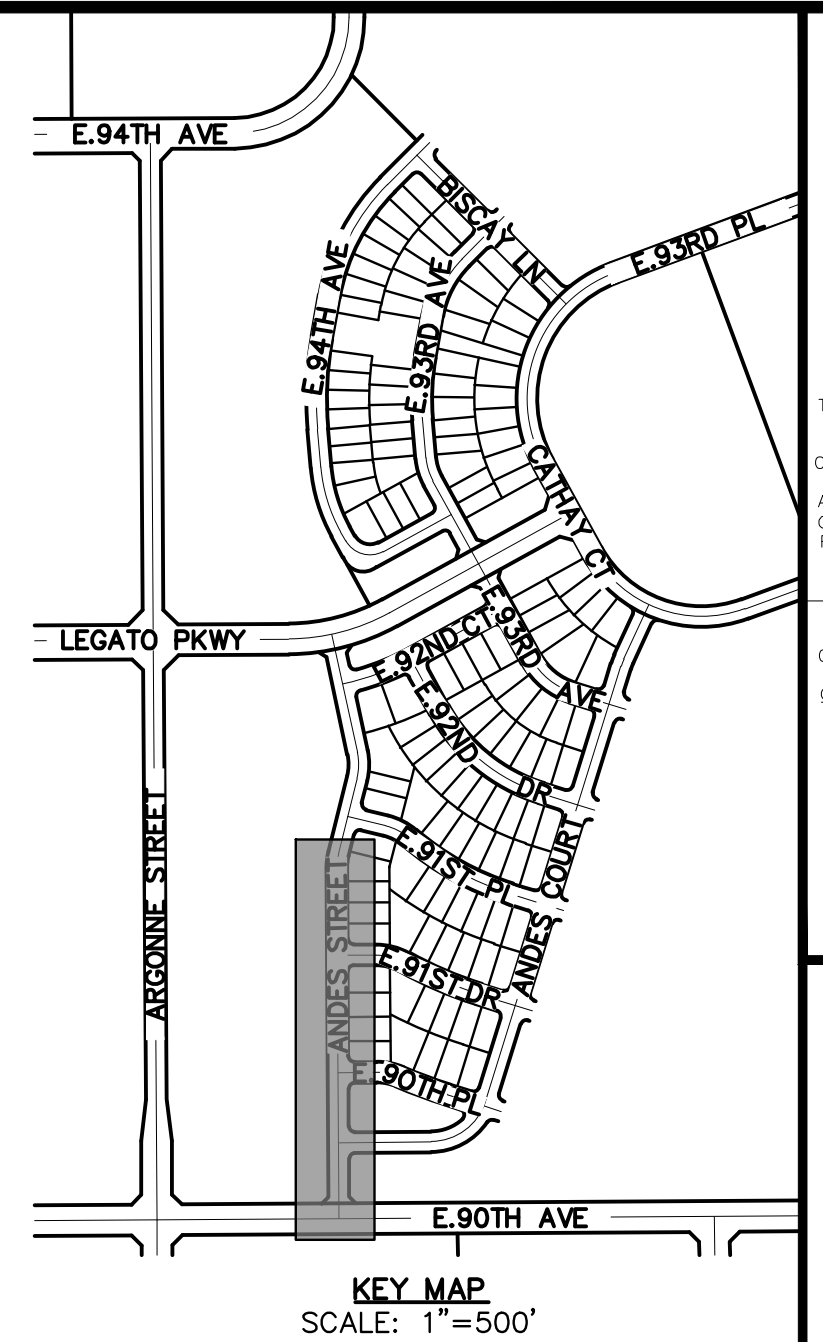 E.94TH AVE
BISCAY LN
E.93RD PL
E.94TH AVE
E.93RD AVE
CATHAY CT
LEGATO PKWY
E.92ND CT
E.93RD AVE
E.92ND DR
ARGONNE STREET
ANDES STREET
E.91ST PL
ANDES COURT
E.91ST DR
E.90TH PL
E.90TH AVE
KEY MAP
SCALE: 1"=500'